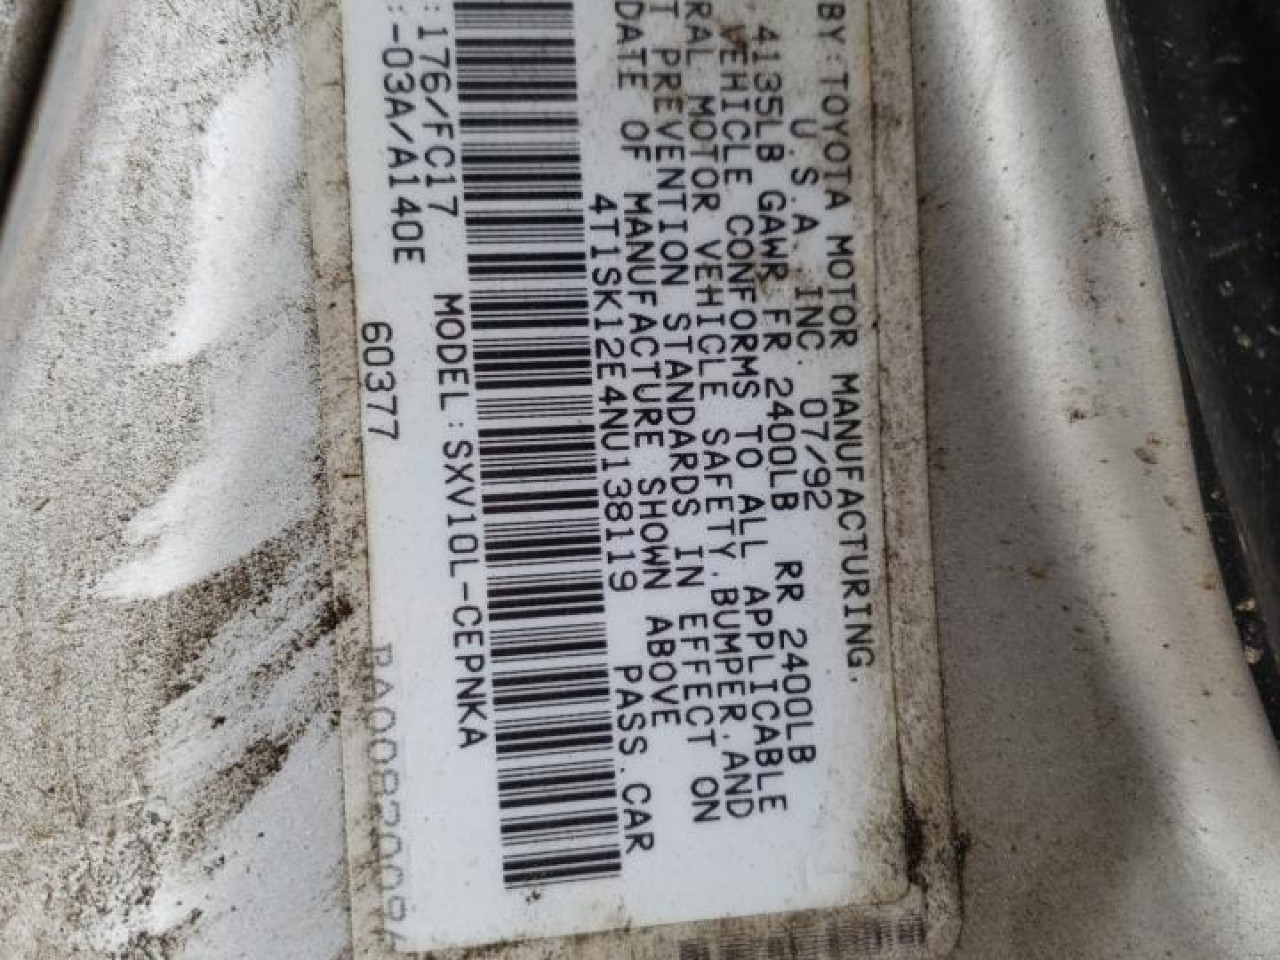 BY:TOYOTA MOTOR MANUFACTURING.
U.S.A. INC. 07/92
4135LB GAWR FR 2400LB RR 2400LB
VEHICLE CONFORMS TO ALL APPLICABLE
RAL MOTOR VEHICLE SAFETY,BUMPER,AND
T PREVENTION STANDARDS IN EFFECT ON
DATE OF MANUFACTURE SHOWN ABOVE
4T1SK12E4NU138119 PASS.CAR
:176/FC17 MODEL:SXV10L-CEPNKA
:-03A/A140E
60377